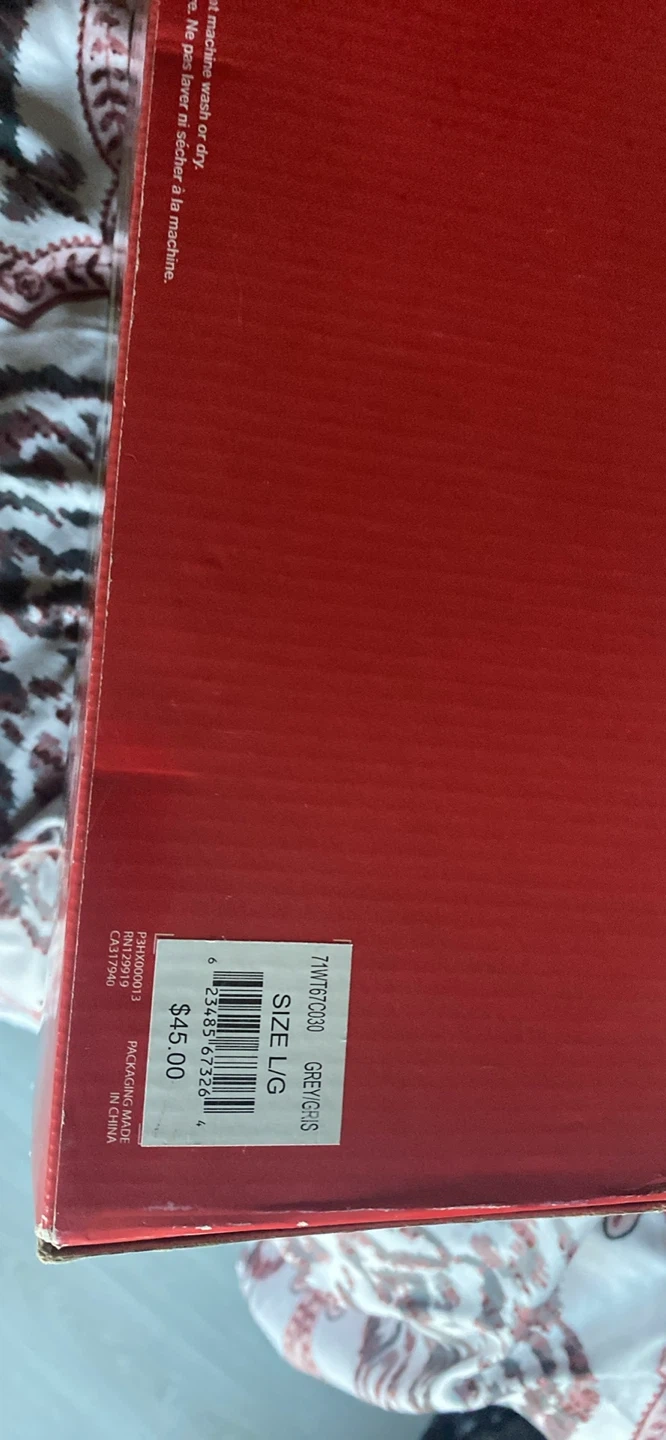 machine wash or dry.
Ne pas laver ni sécher à la machine.
71WT67C030 GREY/GRIS
SIZE L/G
6 23485 67326 4
$45.00
P3HX000013
RN129919
CA317940
PACKAGING MADE
IN CHINA